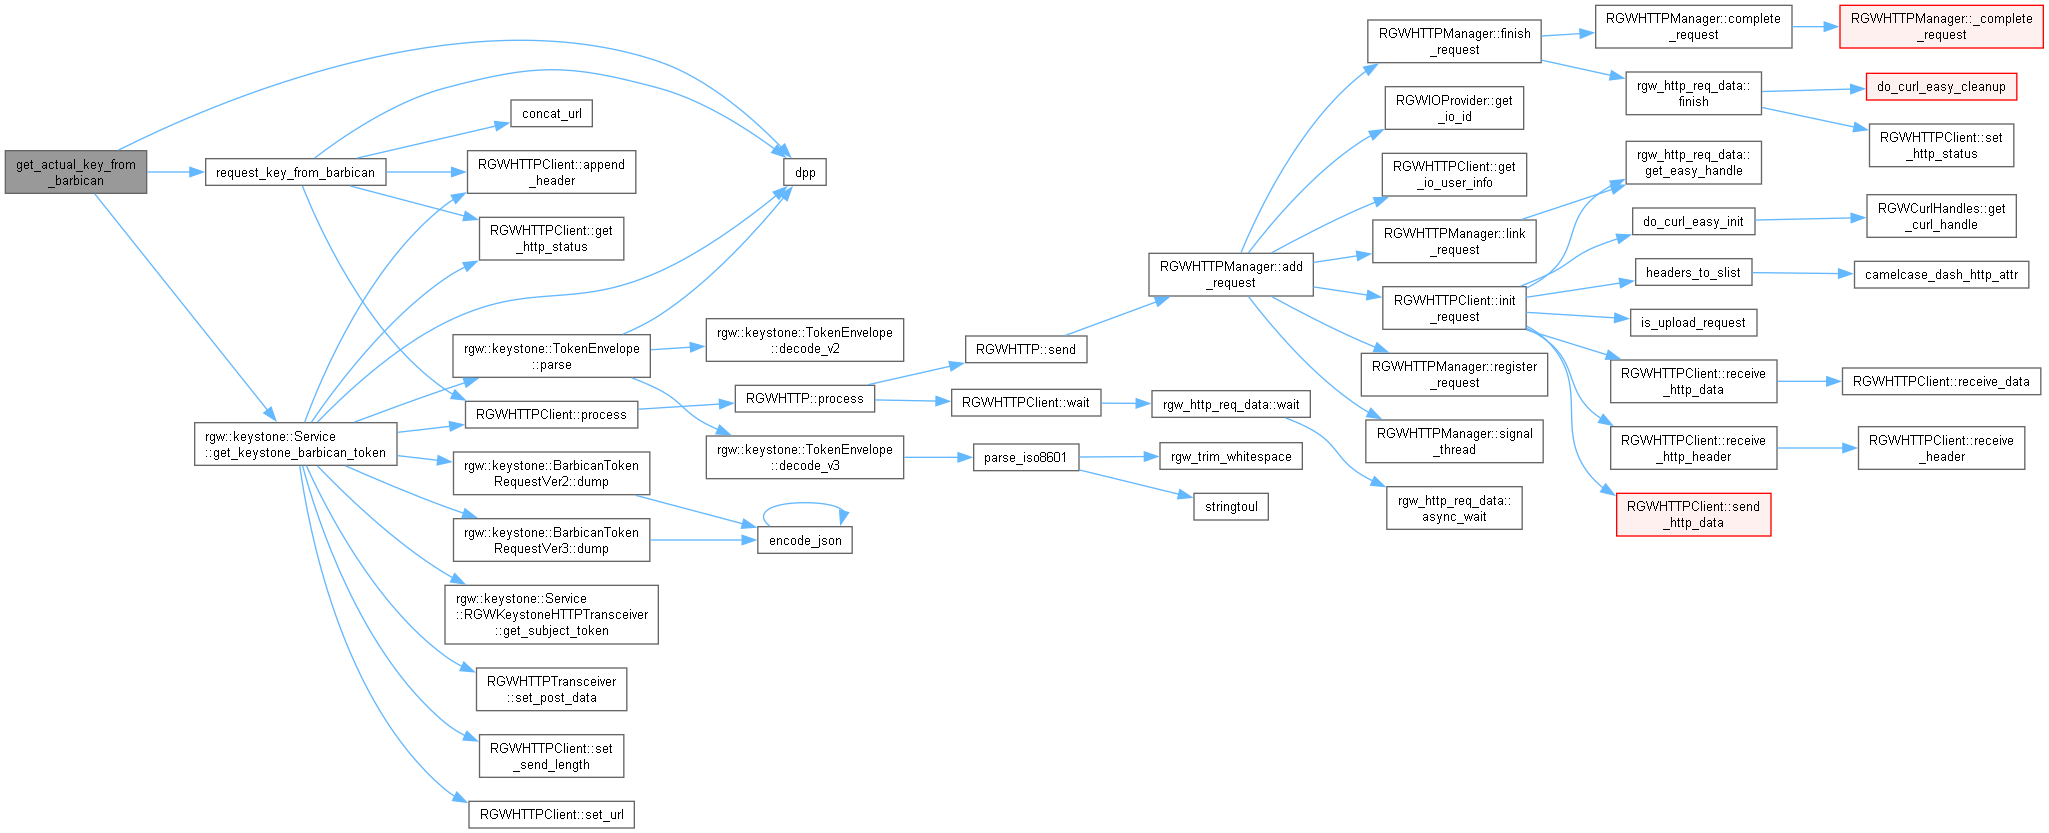 get_actual_key_from
_barbican
request_key_from_barbican
rgw::keystone::Service
::get_keystone_barbican_token
concat_url
RGWHTTPClient::append
_header
RGWHTTPClient::get
_http_status
rgw::keystone::TokenEnvelope
::parse
RGWHTTPClient::process
rgw::keystone::BarbicanToken
RequestVer2::dump
rgw::keystone::BarbicanToken
RequestVer3::dump
rgw::keystone::Service
::RGWKeystoneHTTPTransceiver
::get_subject_token
RGWHTTPTransceiver
::set_post_data
RGWHTTPClient::set
_send_length
RGWHTTPClient::set_url
dpp
rgw::keystone::TokenEnvelope
::decode_v2
RGWHTTP::process
rgw::keystone::TokenEnvelope
::decode_v3
encode_json
RGWHTTP::send
RGWHTTPClient::wait
parse_iso8601
RGWHTTPManager::add
_request
rgw_http_req_data::wait
rgw_trim_whitespace
stringtoul
RGWHTTPManager::finish
_request
RGWIOProvider::get
_io_id
RGWHTTPClient::get
_io_user_info
RGWHTTPManager::link
_request
RGWHTTPClient::init
_request
RGWHTTPManager::register
_request
RGWHTTPManager::signal
_thread
rgw_http_req_data::
async_wait
RGWHTTPManager::complete
_request
rgw_http_req_data::
finish
rgw_http_req_data::
get_easy_handle
do_curl_easy_init
headers_to_slist
is_upload_request
RGWHTTPClient::receive
_http_data
RGWHTTPClient::receive
_http_header
RGWHTTPClient::send
_http_data
RGWHTTPManager::_complete
_request
do_curl_easy_cleanup
RGWHTTPClient::set
_http_status
RGWCurlHandles::get
_curl_handle
camelcase_dash_http_attr
RGWHTTPClient::receive_data
RGWHTTPClient::receive
_header